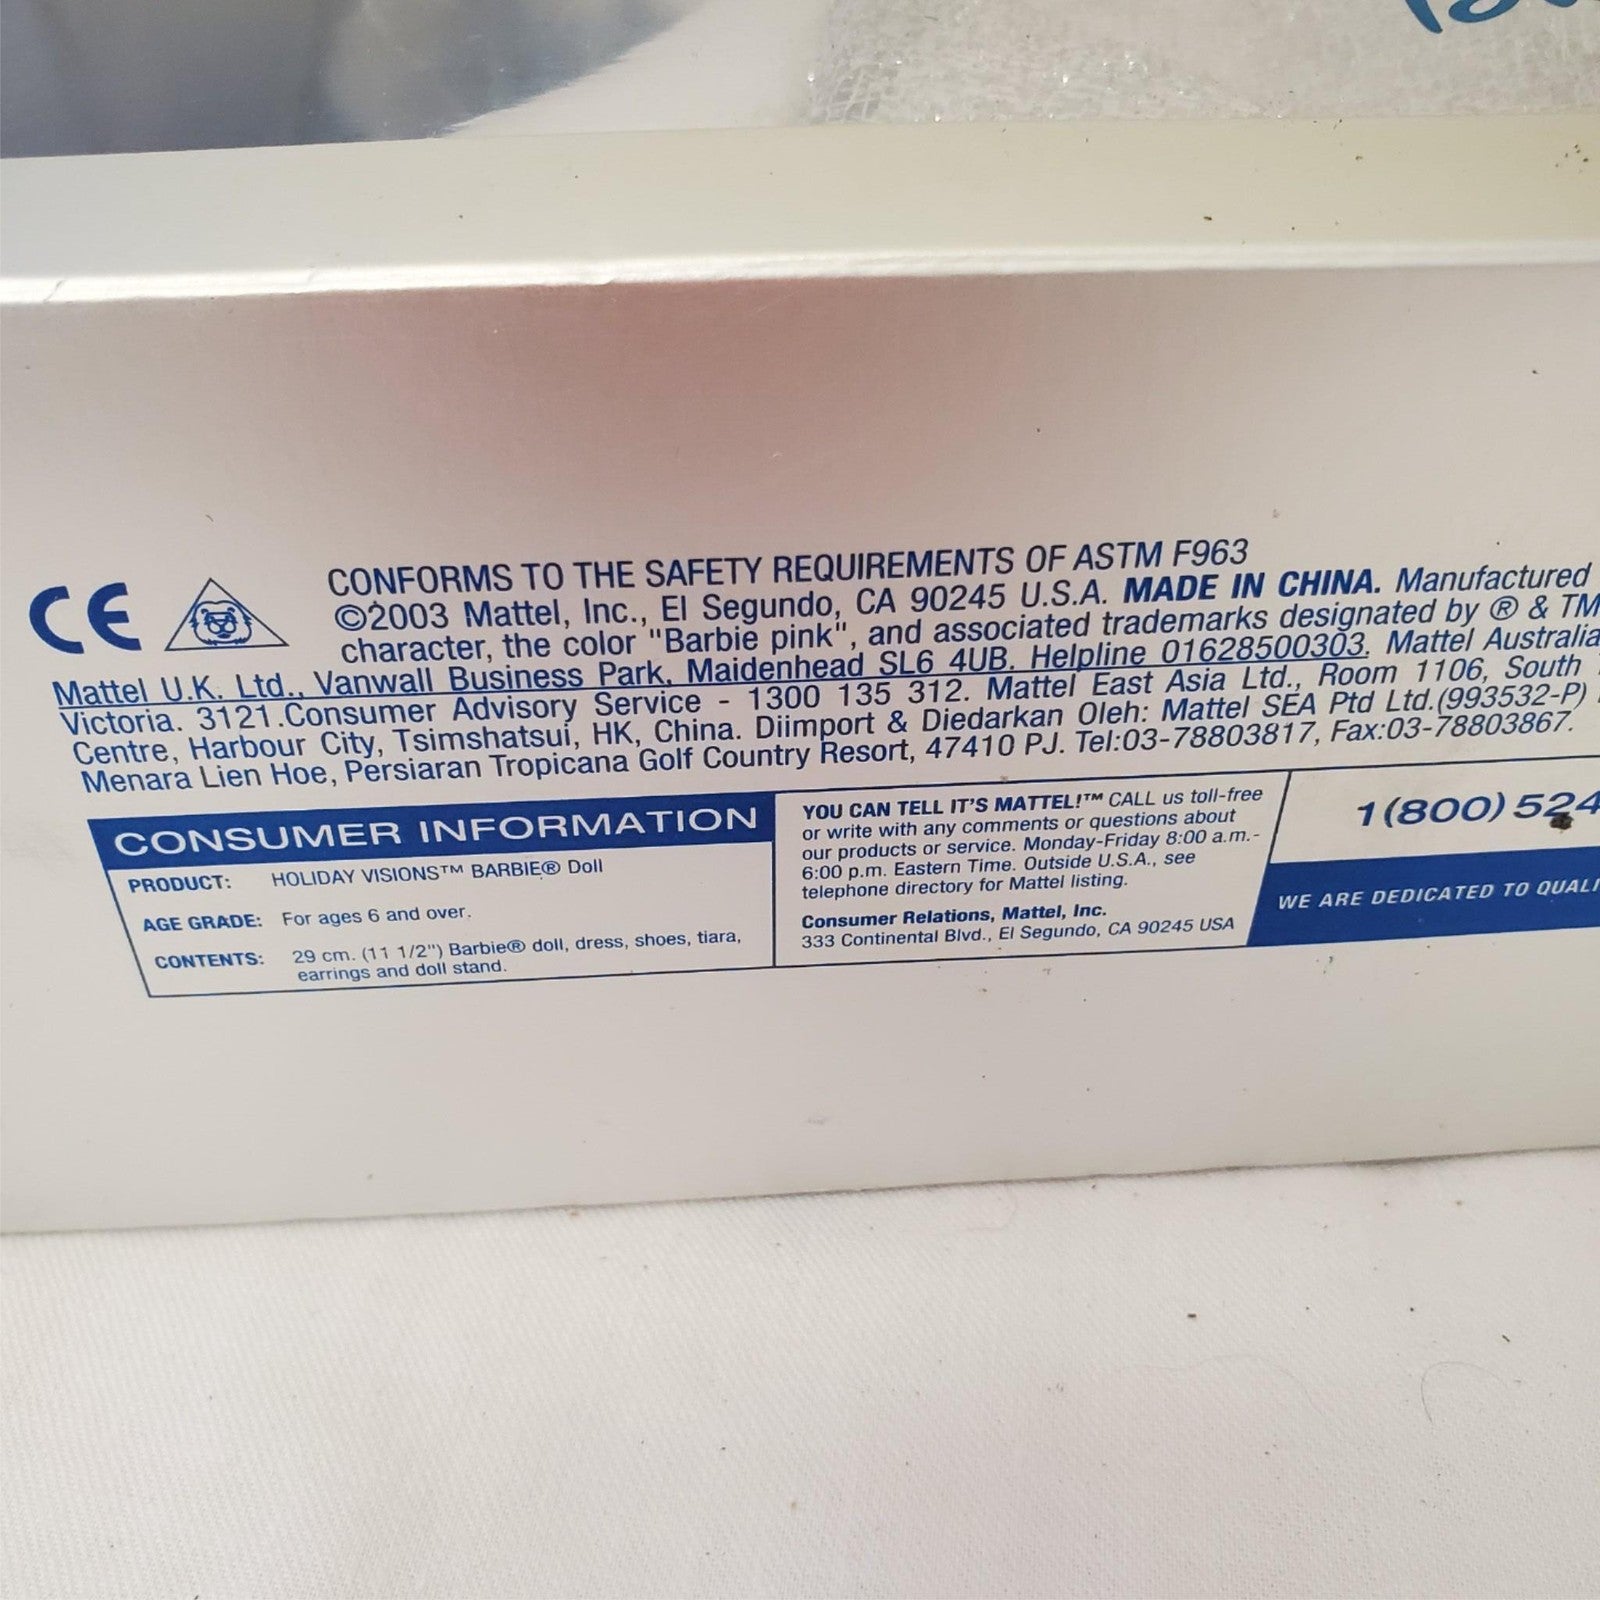 CE
CONFORMS TO THE SAFETY REQUIREMENTS OF ASTM F963
©2003 Mattel, Inc., El Segundo, CA 90245 U.S.A. MADE IN CHINA. Manufactured
character, the color "Barbie pink", and associated trademarks designated by ® & TM
Mattel U.K. Ltd., Vanwall Business Park, Maidenhead SL6 4UB. Helpline 01628500303. Mattel Australia
Victoria. 3121.Consumer Advisory Service - 1300 135 312. Mattel East Asia Ltd., Room 1106, South
Centre, Harbour City, Tsimshatsui, HK, China. Diimport & Diedarkan Oleh: Mattel SEA Ptd Ltd.(993532-P)
Menara Lien Hoe, Persiaran Tropicana Golf Country Resort, 47410 PJ. Tel:03-78803817, Fax:03-78803867.
CONSUMER INFORMATION
PRODUCT: HOLIDAY VISIONS™ BARBIE® Doll
AGE GRADE: For ages 6 and over.
CONTENTS: 29 cm. (11 1/2") Barbie® doll, dress, shoes, tiara,
earrings and doll stand.
YOU CAN TELL IT'S MATTEL!™ CALL us toll-free
or write with any comments or questions about
our products or service. Monday-Friday 8:00 a.m.-
6:00 p.m. Eastern Time. Outside U.S.A., see
telephone directory for Mattel listing.
Consumer Relations, Mattel, Inc.
333 Continental Blvd., El Segundo, CA 90245 USA
1(800) 524
WE ARE DEDICATED TO QUALI